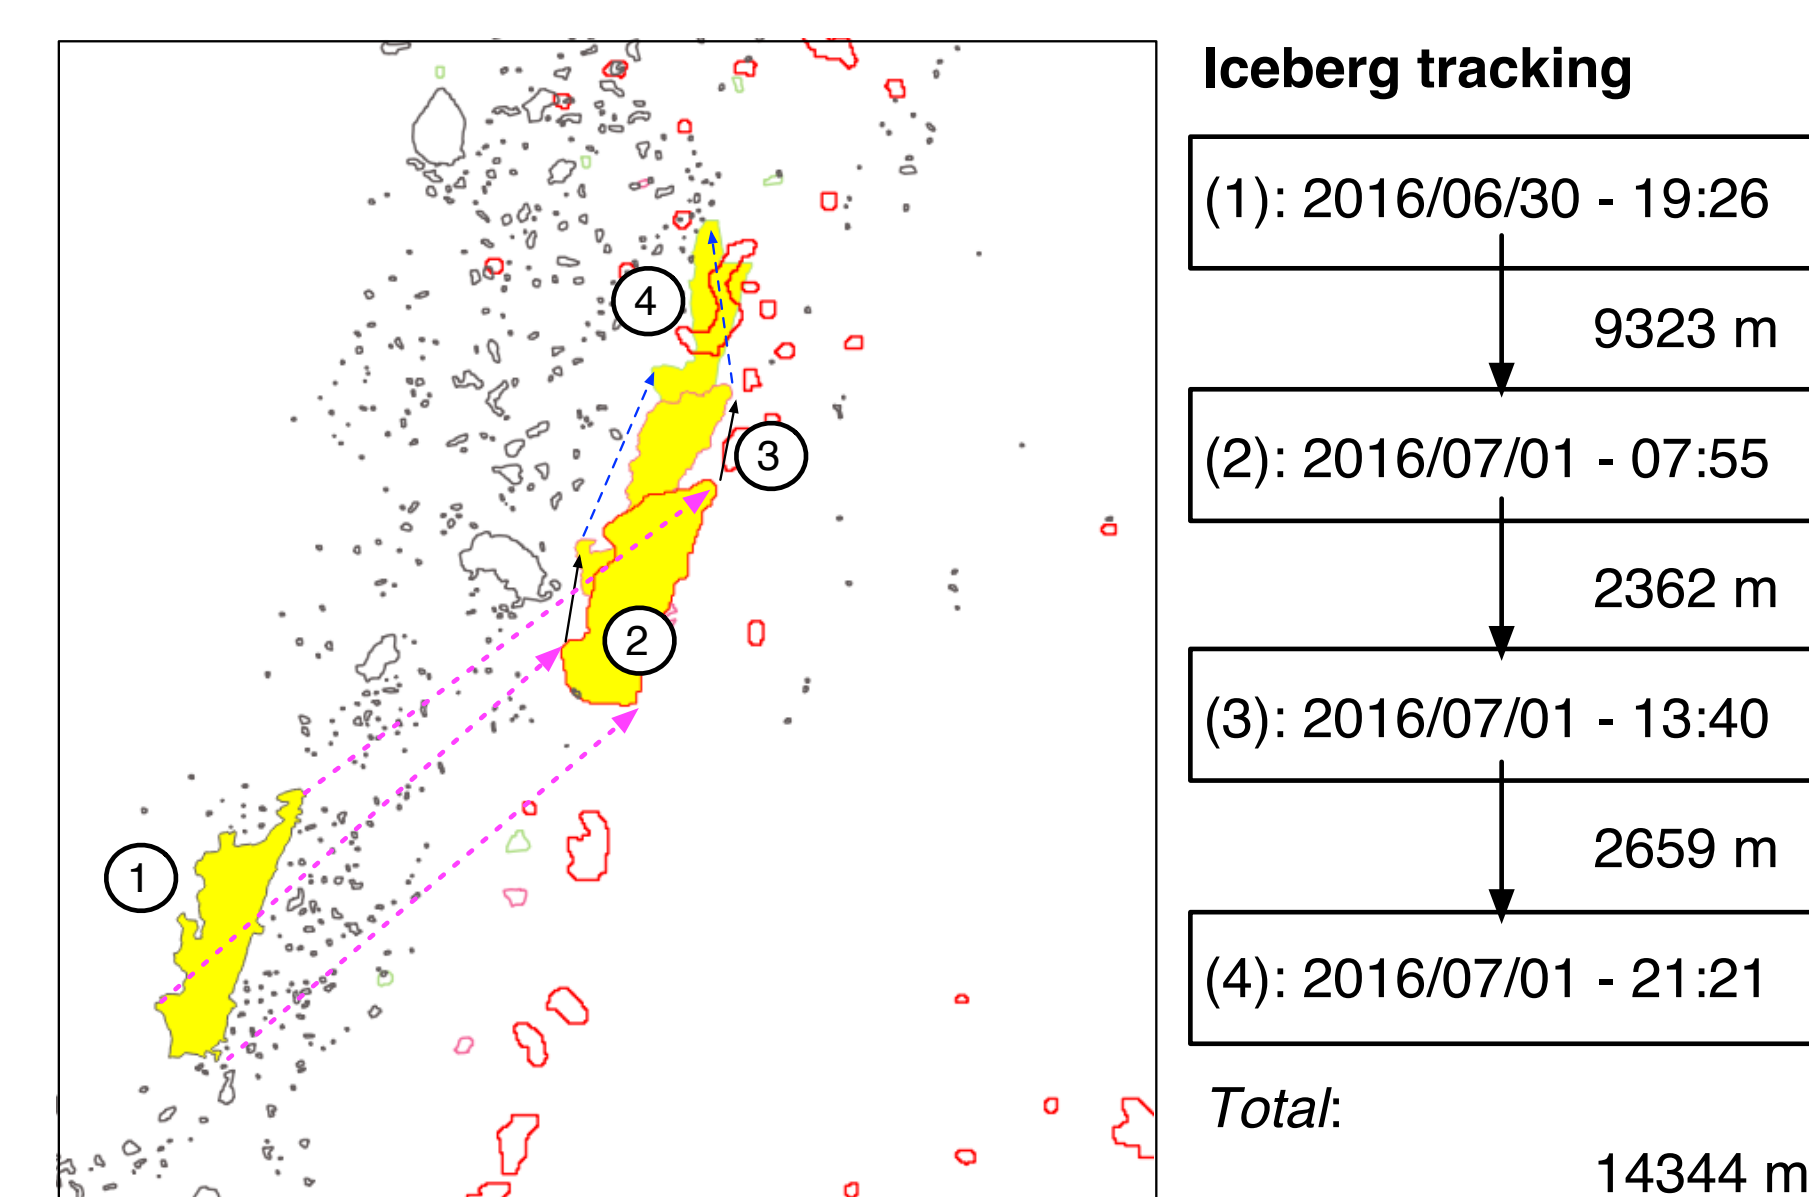 Iceberg tracking
(1): 2016/06/30 - 19:26
9323 m
(2): 2016/07/01 - 07:55
2362 m
(3): 2016/07/01 - 13:40
2659 m
(4): 2016/07/01 - 21:21
Total:
14344 m
4
3
2
1